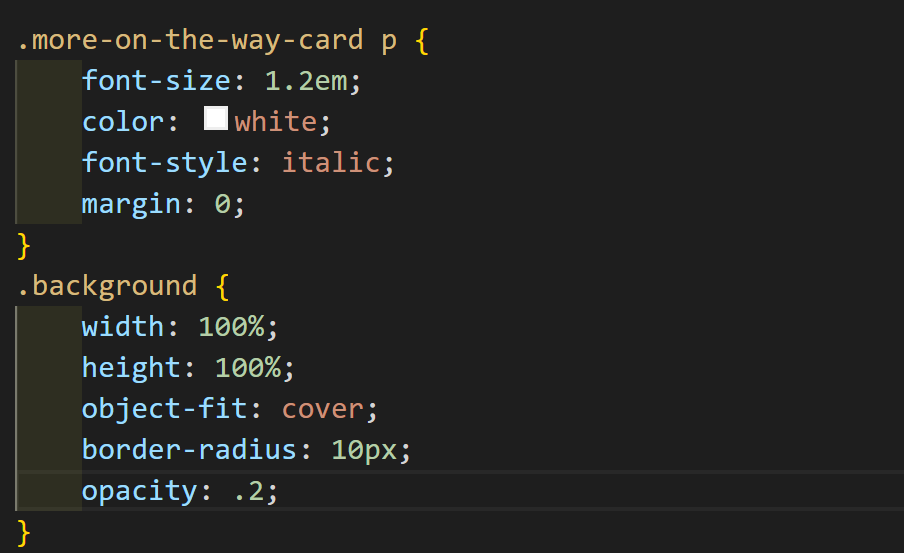 .more-on-the-way-card p {
    font-size: 1.2em;
    color: white;
    font-style: italic;
    margin: 0;
}
.background {
    width: 100%;
    height: 100%;
    object-fit: cover;
    border-radius: 10px;
    opacity: .2;
}